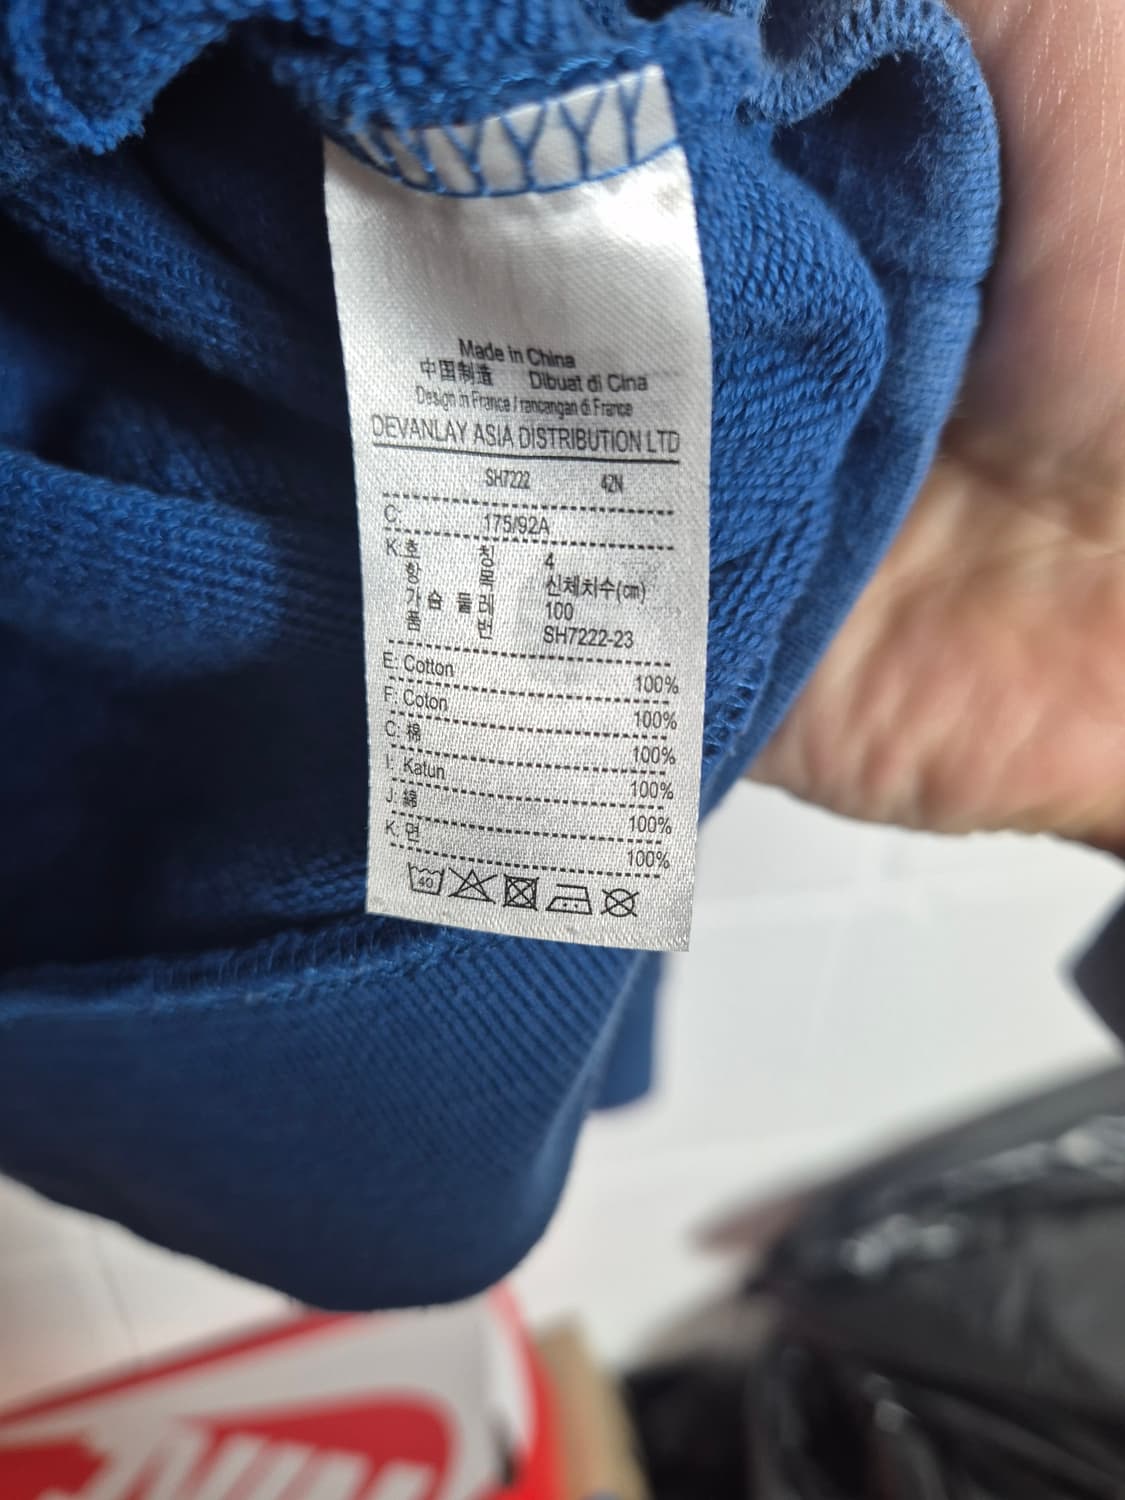 Made in China
中国制造 Dibuat di Cina
Design in France / rancangan di France
DEVANLAY ASIA DISTRIBUTION LTD
SH7222 42N
C: 175/92A
K: 호칭 4
항목 신체치수(cm)
가슴둘레 100
품번 SH7222-23
E: Cotton 100%
F: Coton 100%
C: 棉 100%
I: Katun 100%
J: 綿 100%
K: 면 100%
40